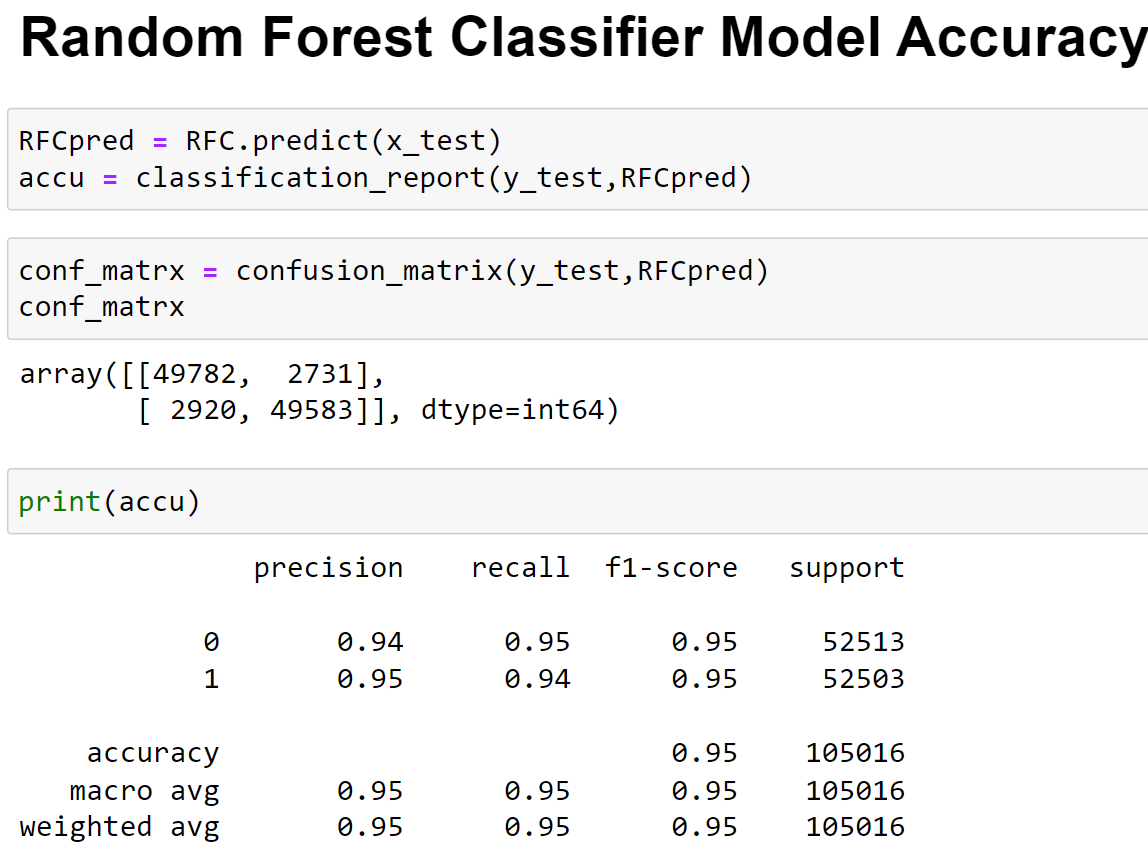 Random Forest Classifier Model Accuracy
RFCpred = RFC.predict(x_test)
accu = classification_report(y_test,RFCpred)
conf_matrx = confusion_matrix(y_test,RFCpred)
conf_matrx
array([[49782,  2731],
       [ 2920, 49583]], dtype=int64)
print(accu)
              precision    recall  f1-score   support
           0       0.94      0.95      0.95     52513
           1       0.95      0.94      0.95     52503
    accuracy                           0.95    105016
   macro avg       0.95      0.95      0.95    105016
weighted avg       0.95      0.95      0.95    105016